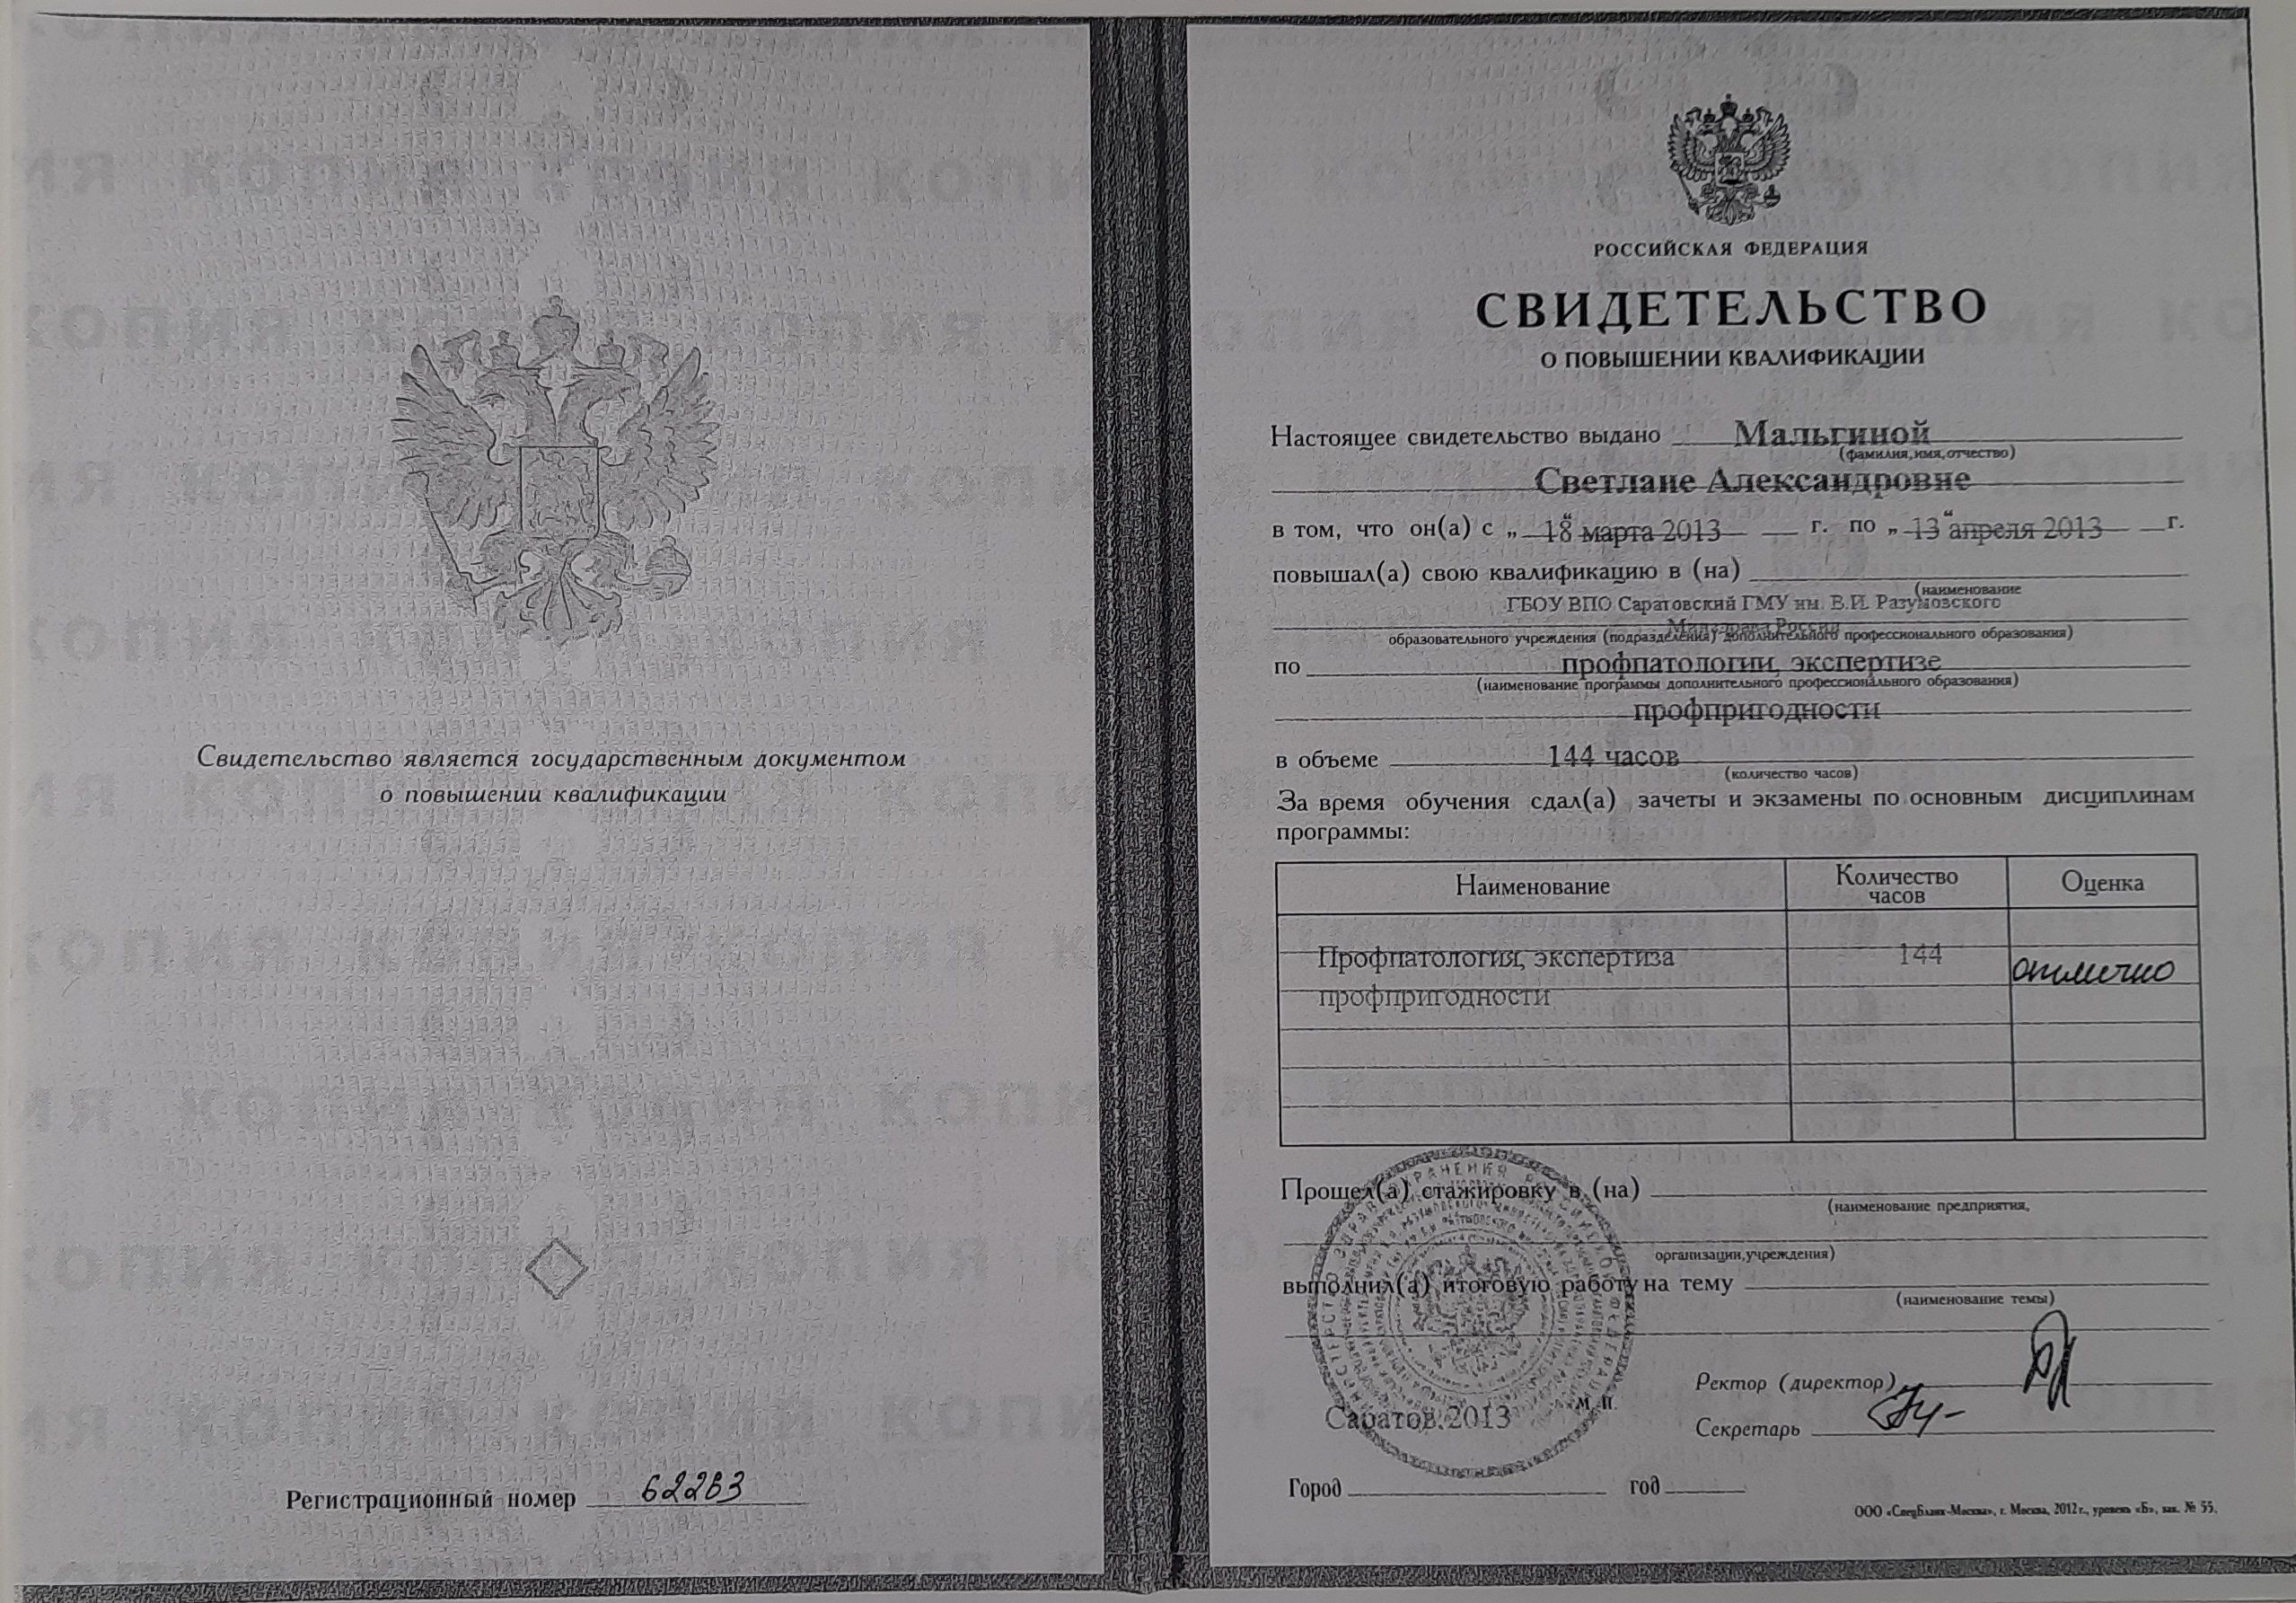 Свидетельство является государственным документом
о повышении квалификации
Регистрационный номер
РОССИЙСКАЯ ФЕДЕРАЦИЯ
СВИДЕТЕЛЬСТВО
О ПОВЫШЕНИИ КВАЛИФИКАЦИИ
Настоящее свидетельство выдано Мальгиной
(фамилия, имя, отчество)
Светлане Александровне
в том, что он(а) с „ 18 “ марта 2013 г. по „ 13 “ апреля 2013 г.
повышал(а) свою квалификацию в (на)
(наименование
ГБОУ ВПО Саратовский ГМУ им. В.И. Разумовского
Минздрава России
образовательного учреждения (подразделения) дополнительного профессионального образования)
по профпатологии, экспертизе
(наименование программы дополнительного профессионального образования)
профпригодности
в объеме 144 часов
(количество часов)
За время обучения сдал(а) зачеты и экзамены по основным дисциплинам
программы:
Наименование Количество часов Оценка
Профпатология, экспертиза 144 отлично
профпригодности
Прошел(а) стажировку в (на)
(наименование предприятия,
организации, учреждения)
выполнил(а) итоговую работу на тему
(наименование темы)
Ректор (директор)
М. П.
Саратов 2013
Секретарь
Город год
ООО «СпецБланк-Москва», г. Москва, 2012 г., уровень «Б», зак. № 55.